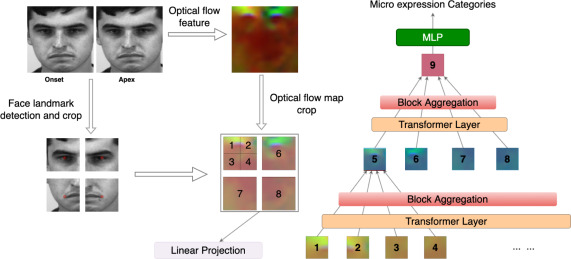 Optical flow
feature
Onset
Apex
Face landmark
detection and crop
Optical flow map
crop
1 2
3 4
6
7
8
Linear Projection
Micro expression Categories
MLP
9
Block Aggregation
Transformer Layer
5
6
7
8
Block Aggregation
Transformer Layer
1
2
3
4
... ...